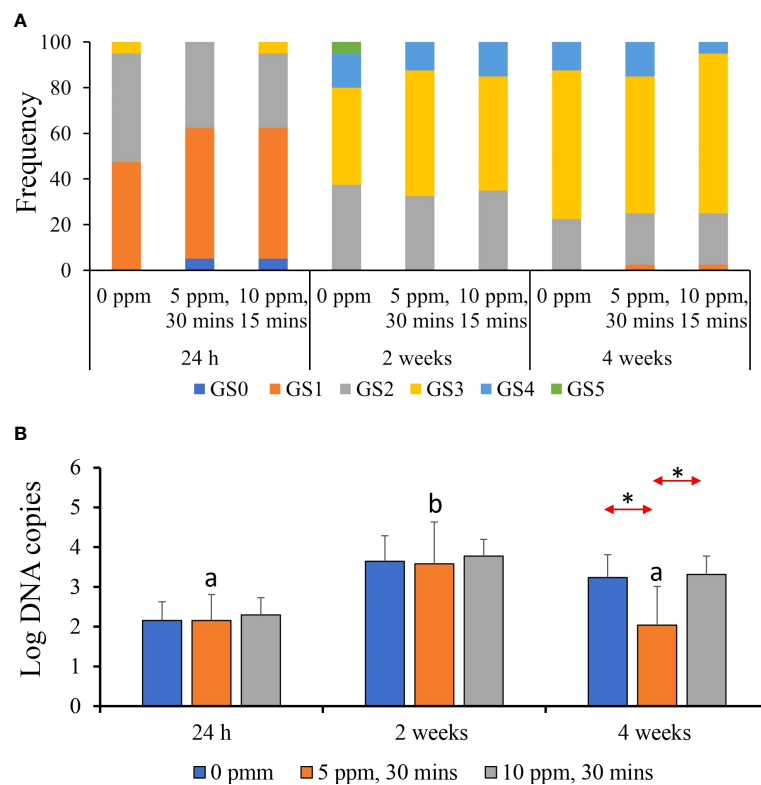 A
Frequency
100
80
60
40
20
0
0 ppm 5 ppm, 10 ppm, 0 ppm 5 ppm, 10 ppm, 0 ppm 5 ppm, 10 ppm,
30 mins 15 mins 30 mins 15 mins 30 mins 15 mins
24 h 2 weeks 4 weeks
GS0 GS1 GS2 GS3 GS4 GS5
B
Log DNA copies
6
5
4
3
2
1
0
a b * * a
24 h 2 weeks 4 weeks
0 pmm 5 ppm, 30 mins 10 ppm, 30 mins